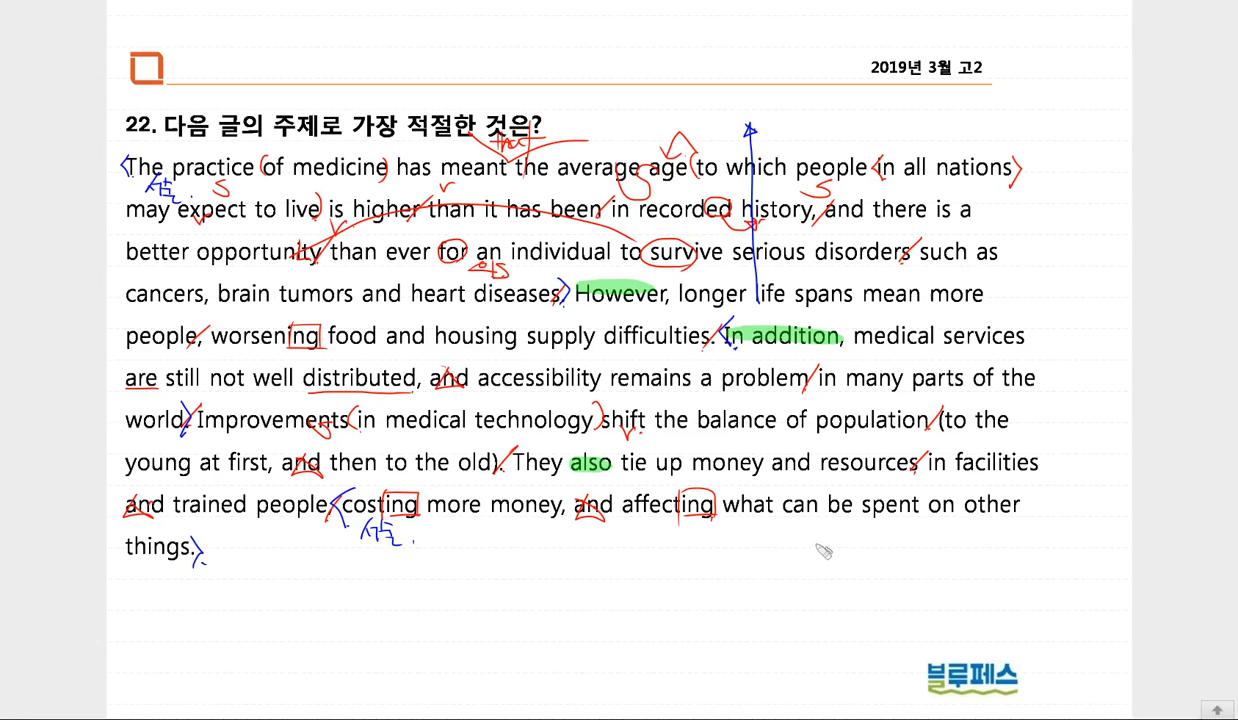 2019년 3월 고2
22. 다음 글의 주제로 가장 적절한 것은?
that
The practice of medicine has meant the average age to which people in all nations
서술 S V S V
may expect to live is higher than it has been in recorded history, and there is a
better opportunity than ever for an individual to survive serious disorders such as
cancers, brain tumors and heart diseases. However, longer life spans mean more
people, worsening food and housing supply difficulties. In addition, medical services
are still not well distributed, and accessibility remains a problem in many parts of the
world. Improvements in medical technology shift the balance of population (to the
S V
young at first, and then to the old). They also tie up money and resources in facilities
and trained people, costing more money, and affecting what can be spent on other
서술.
things.
블루페스